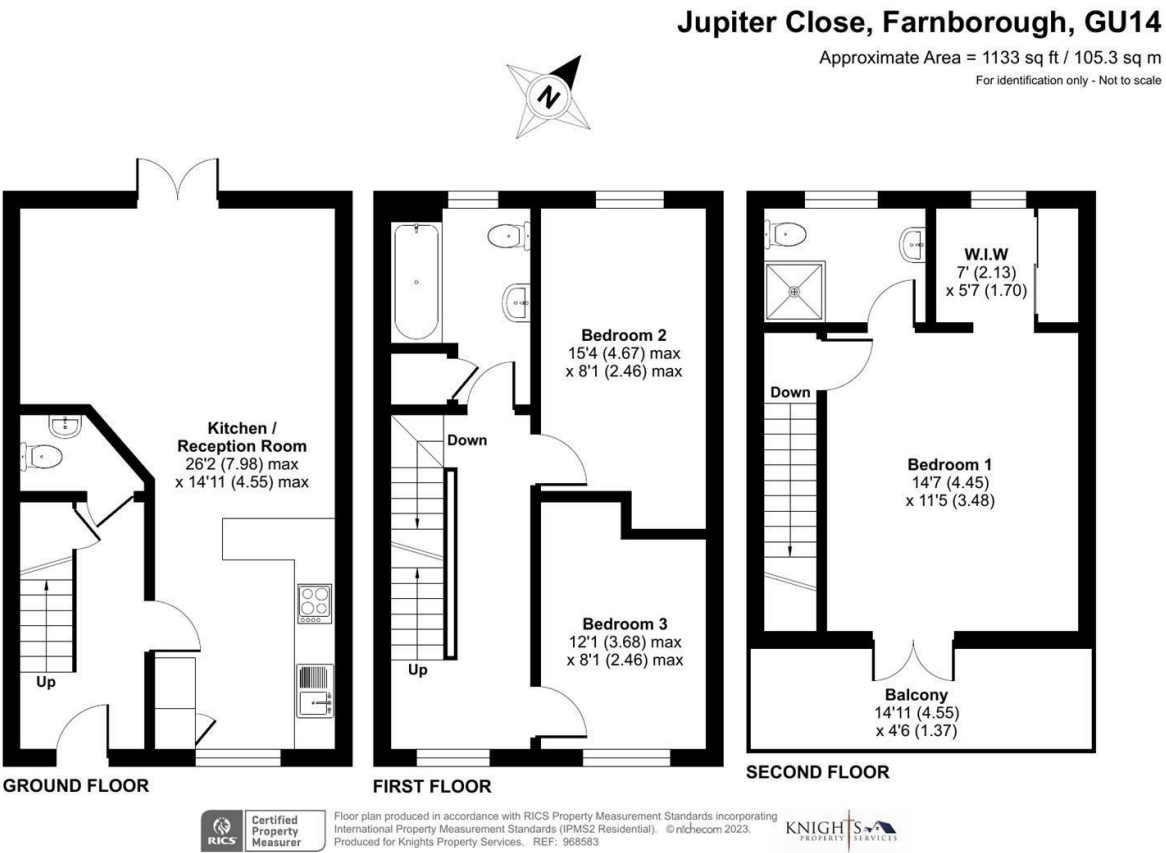 Jupiter Close, Farnborough, GU14
Approximate Area = 1133 sq ft / 105.3 sq m
For identification only - Not to scale
N
Kitchen /
Reception Room
26'2 (7.98) max
x 14'11 (4.55) max
Up
GROUND FLOOR
Bedroom 2
15'4 (4.67) max
x 8'1 (2.46) max
Down
Bedroom 3
12'1 (3.68) max
x 8'1 (2.46) max
Up
FIRST FLOOR
W.I.W
7' (2.13)
x 5'7 (1.70)
Down
Bedroom 1
14'7 (4.45)
x 11'5 (3.48)
Balcony
14'11 (4.55)
x 4'6 (1.37)
SECOND FLOOR
RICS
Certified
Property
Measurer
Floor plan produced in accordance with RICS Property Measurement Standards incorporating
International Property Measurement Standards (IPMS2 Residential). © nichecom 2023.
Produced for Knights Property Services. REF: 968583
KNIGHTS
PROPERTY SERVICES